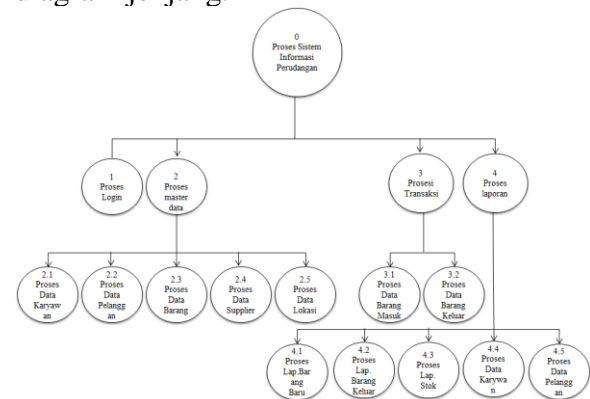 diagram jenjang.
0
Proses Sistem
Informasi
Perudangan
1
Proses
Login
2
Proses
master
data
3
Prosesi
Transaksi
4
Proses
laporan
2.1
Proses
Data
Karyaw
an
2.2
Proses
Data
Pelangg
an
2.3
Proses
Data
Barang
2.4
Proses
Data
Supplier
2.5
Proses
Data
Lokasi
3.1
Proses
Data
Barang
Masuk
3.2
Proses
Data
Barang
Keluar
4.1
Proses
Lap.Bar
ang
Baru
4.2
Proses
Lap.
Barang
Keluar
4.3
Proses
Lap.
Stok
4.4
Proses
Data
Karywa
n
4.5
Proses
Data
Pelangg
an